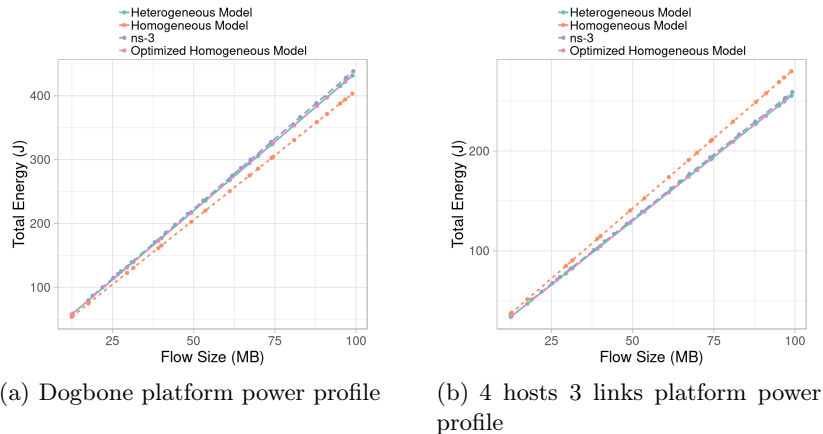 Heterogeneous Model
Homogeneous Model
ns-3
Optimized Homogeneous Model
Total Energy (J)
400
300
200
100
25
50
75
100
Flow Size (MB)
(a) Dogbone platform power profile
Heterogeneous Model
Homogeneous Model
ns-3
Optimized Homogeneous Model
Total Energy (J)
200
100
25
50
75
100
Flow Size (MB)
(b) 4 hosts 3 links platform power
profile